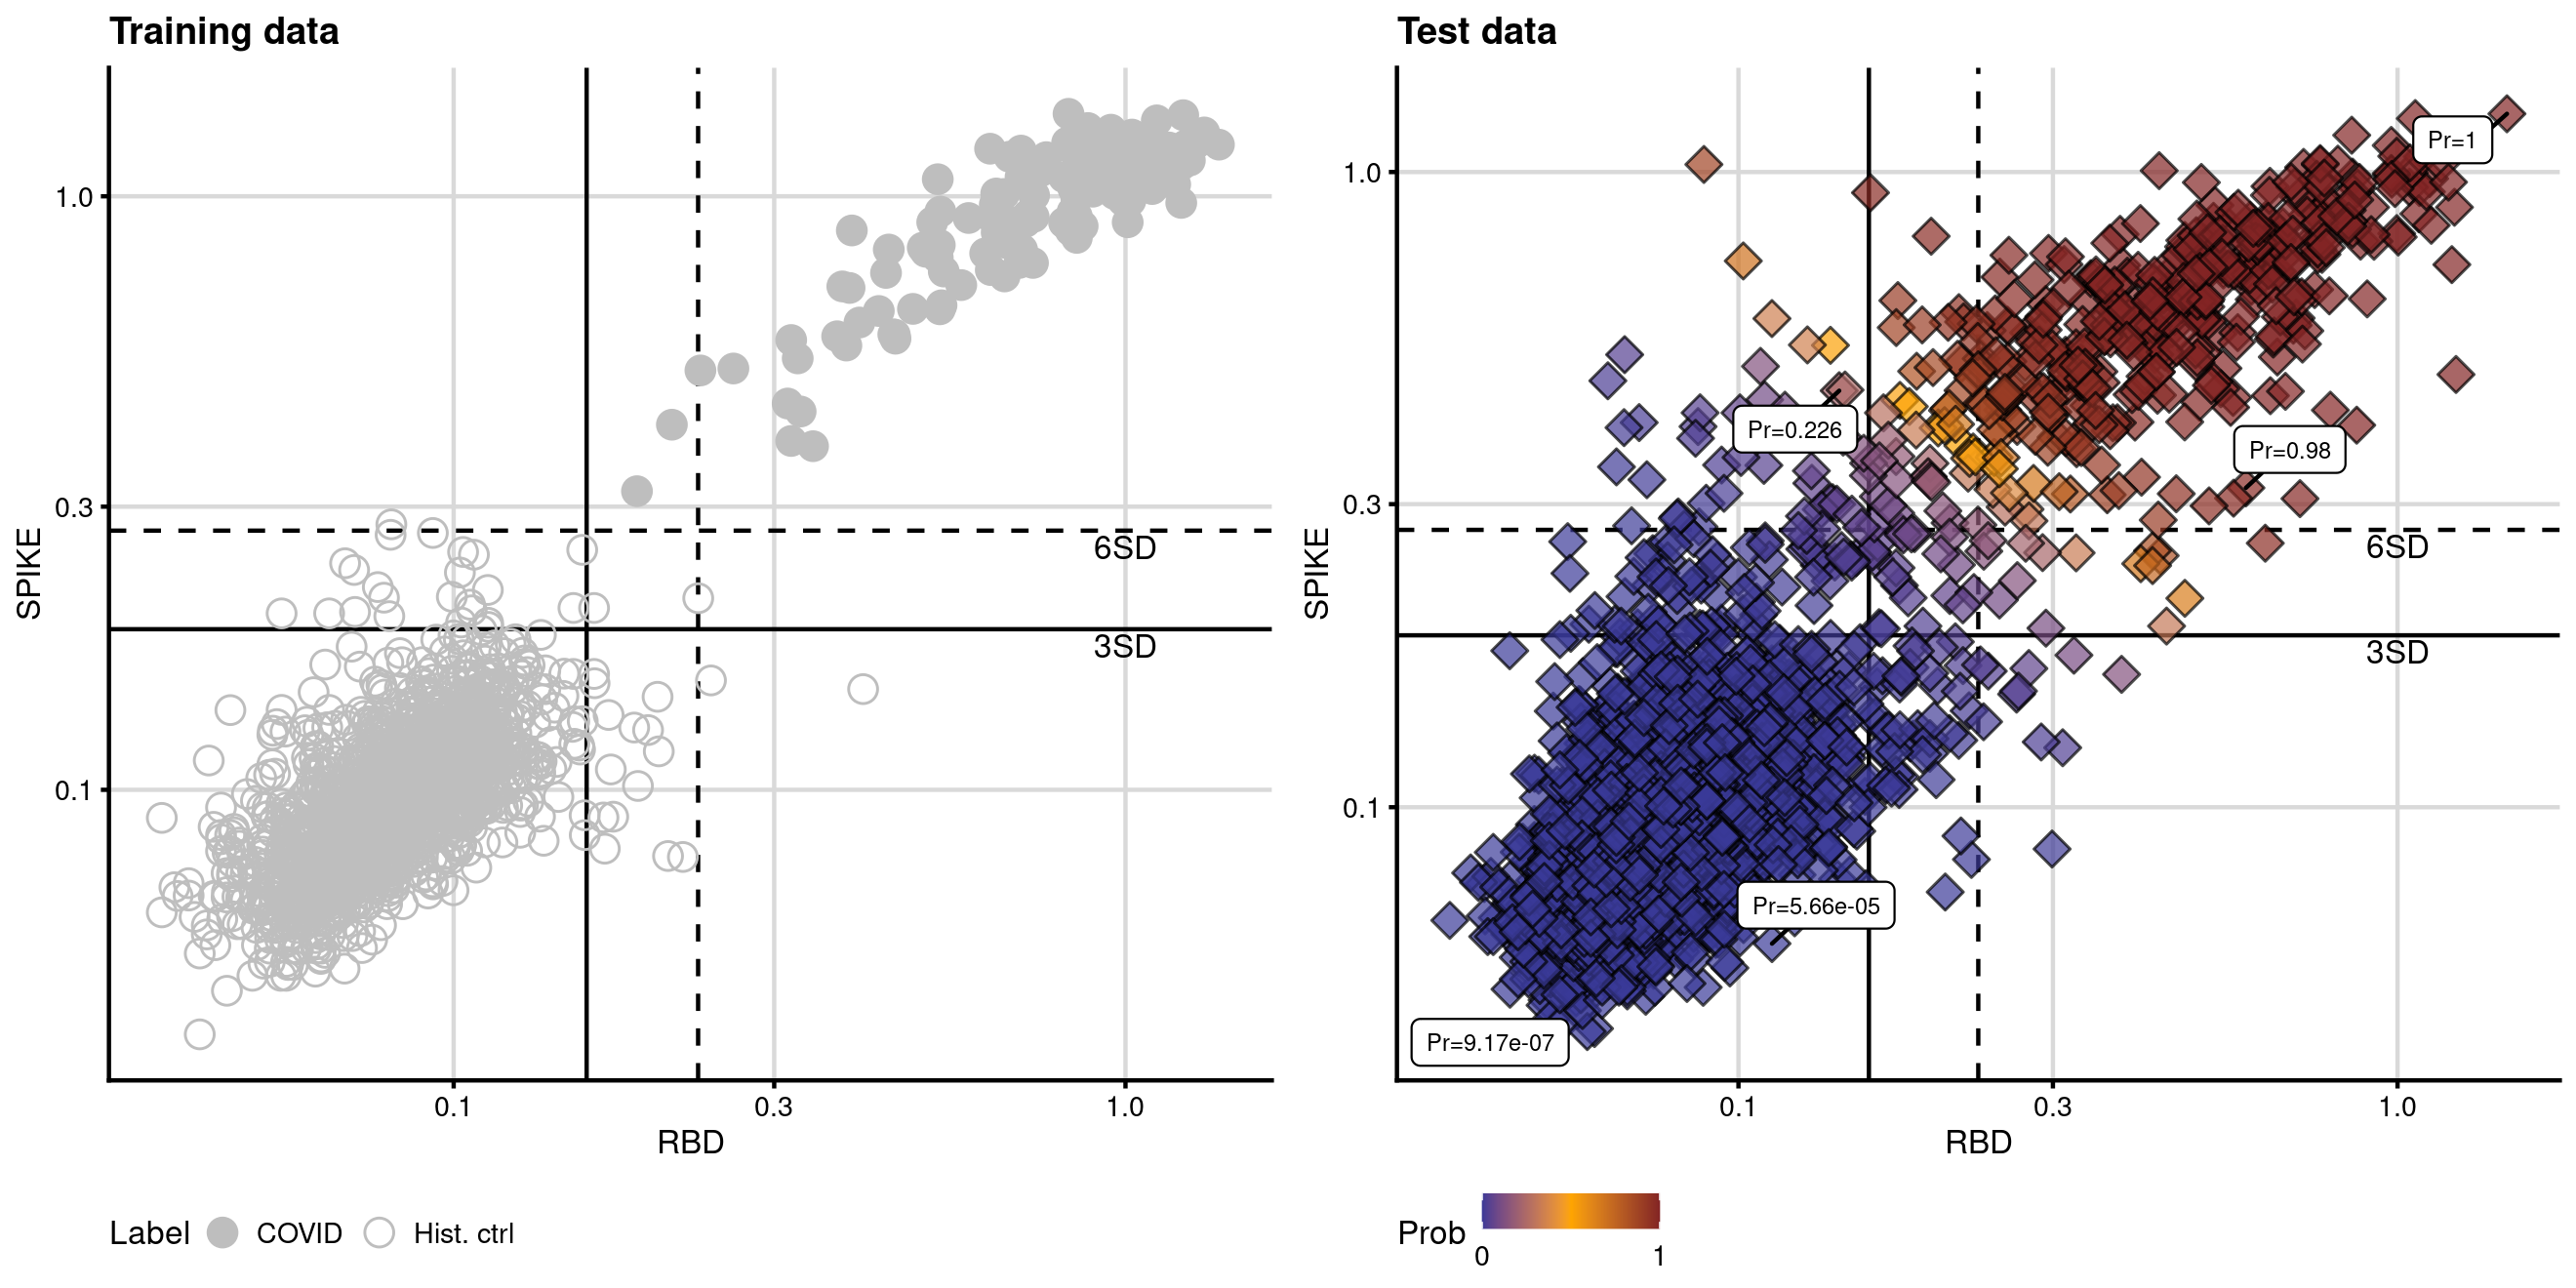 Training data
1.0
0.3
0.1
SPIKE
6SD
3SD
0.1
0.3
1.0
RBD
Label
COVID
Hist. ctrl
Test data
1.0
0.3
0.1
SPIKE
Pr=1
Pr=0.226
Pr=0.98
6SD
3SD
Pr=5.66e-05
Pr=9.17e-07
0.1
0.3
1.0
RBD
Prob
0
1